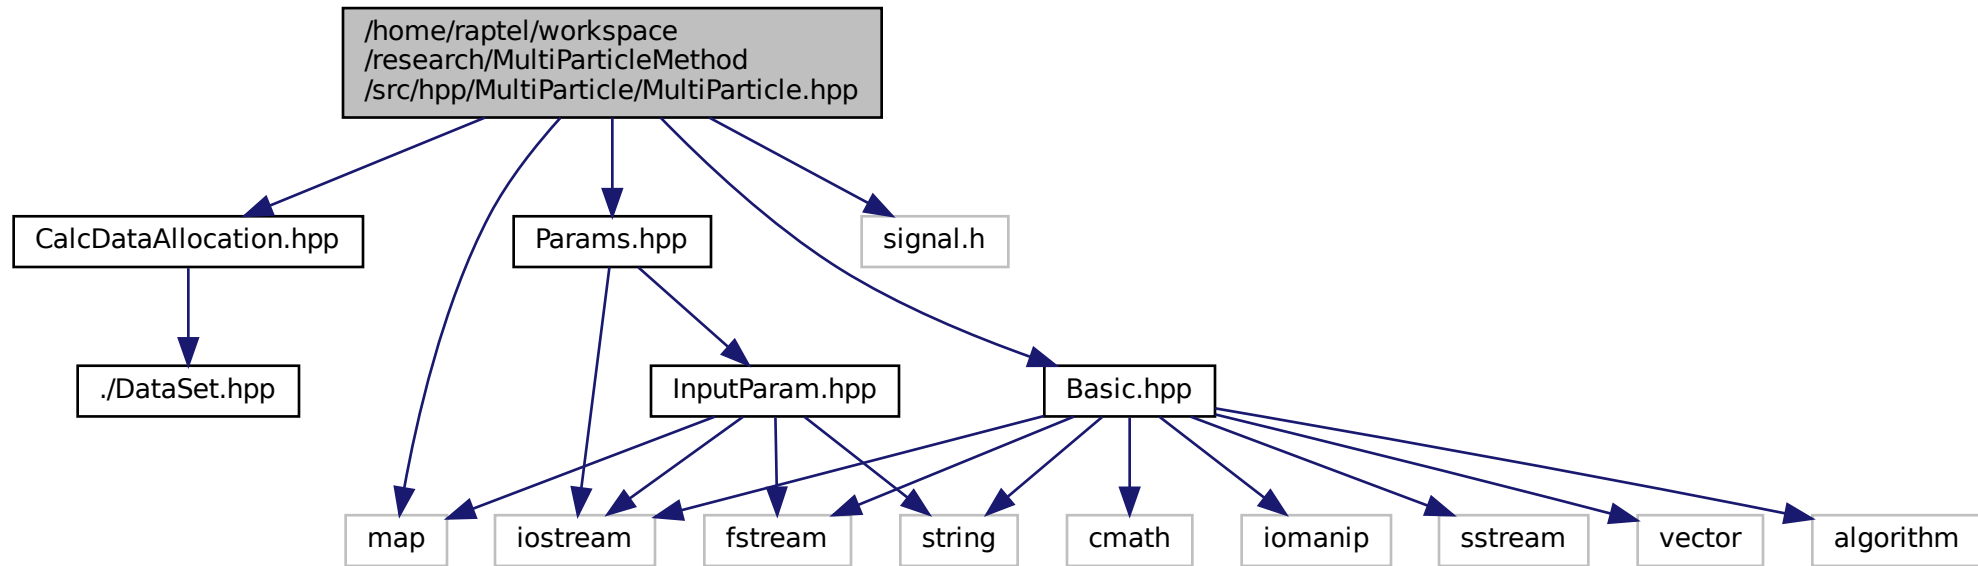 /home/raptel/workspace
/research/MultiParticleMethod
/src/hpp/MultiParticle/MultiParticle.hpp
CalcDataAllocation.hpp
Params.hpp
signal.h
./DataSet.hpp
InputParam.hpp
Basic.hpp
map
iostream
fstream
string
cmath
iomanip
sstream
vector
algorithm